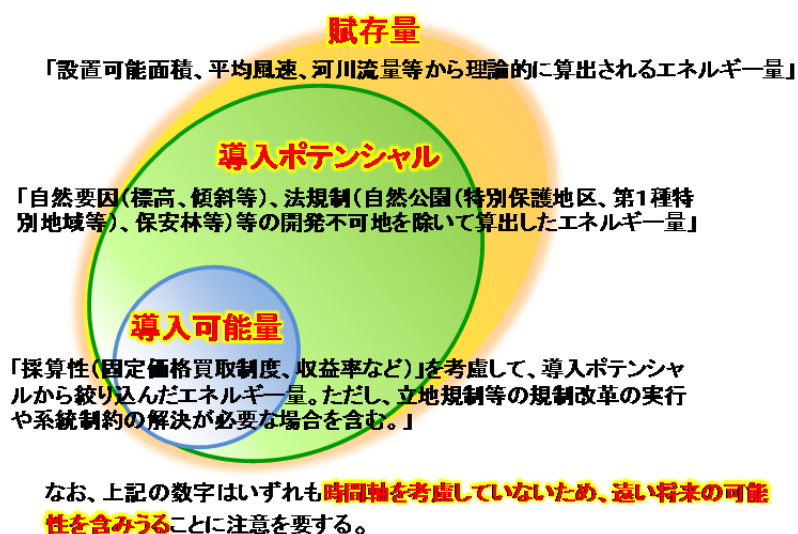 賦存量
「設置可能面積、平均風速、河川流量等から理論的に算出されるエネルギー量」
導入ポテンシャル
「自然要因(標高、傾斜等)、法規制(自然公園(特別保護地区、第1種特
別地域等)、保安林等)等の開発不可地を除いて算出したエネルギー量」
導入可能量
「採算性(固定価格買取制度、収益率など)」を考慮して、導入ポテンシャ
ルから絞り込んだエネルギー量。ただし、立地規制等の規制改革の実行
や系統制約の解決が必要な場合を含む。」
なお、上記の数字はいずれも時間軸を考慮していないため、遠い将来の可能
性を含みうることに注意を要する。